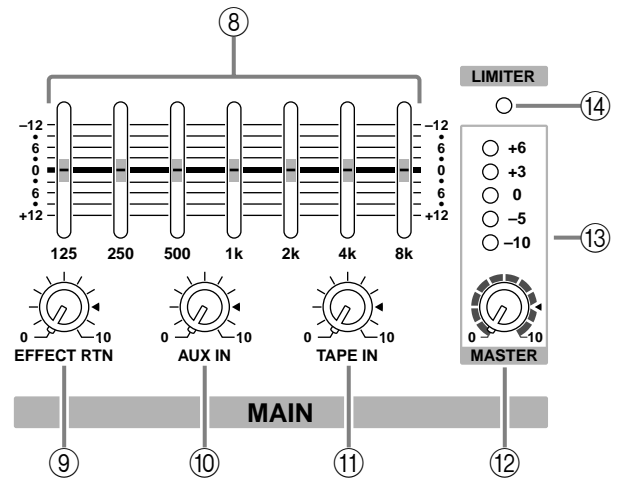 ⑧
LIMITER
⑭
–12 –12
+6
6 6
+3
0 0
0
6 6
–5
+12 +12
–10
⑬
125 250 500 1k 2k 4k 8k
0 10 0 10 0 10 0 10
EFFECT RTN AUX IN TAPE IN MASTER
MAIN
⑨ ⑩ ⑪ ⑫